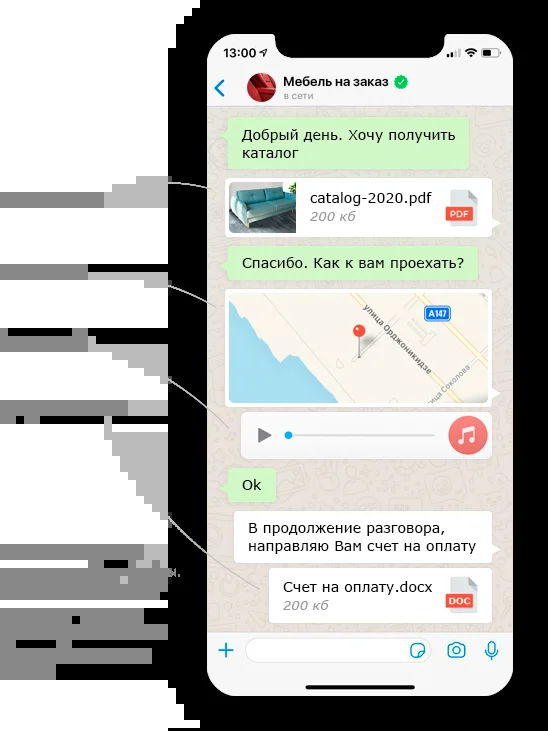 13:00
Мебель на заказ
в сети
Добрый день. Хочу получить
каталог
catalog-2020.pdf
200 кб
PDF
Спасибо. Как к вам проехать?
А147
улица Орджоникидзе
улица Соколова
Ok
В продолжение разговора,
направляю Вам счет на оплату
Счет на оплату.docx
200 кб
DOC